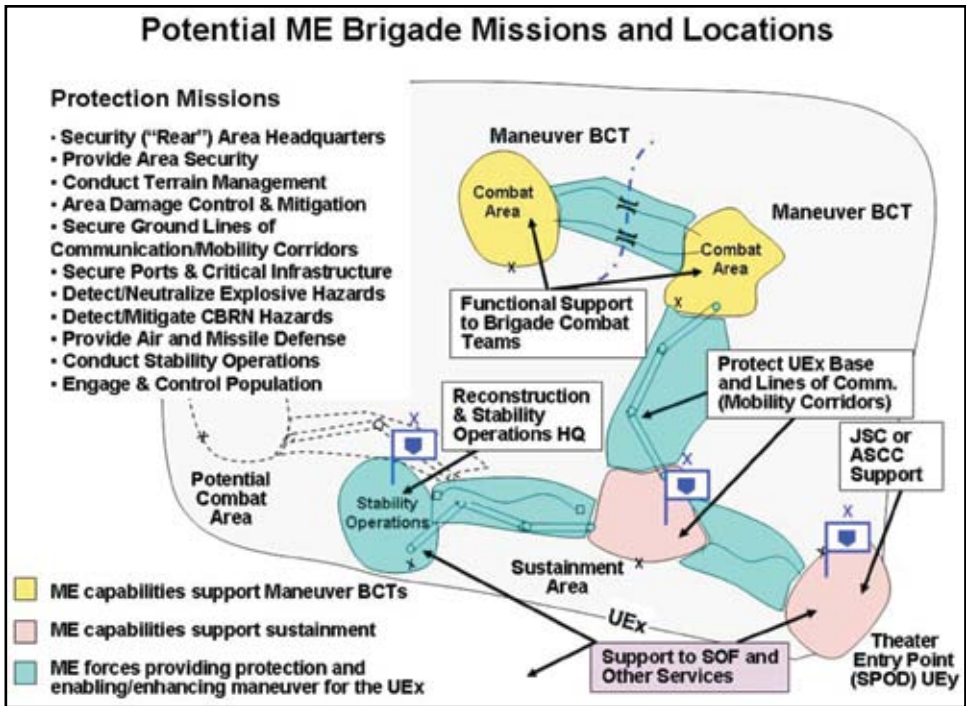 Potential ME Brigade Missions and Locations
Protection Missions
• Security ("Rear") Area Headquarters
• Provide Area Security
• Conduct Terrain Management
• Area Damage Control & Mitigation
• Secure Ground Lines of
Communication/Mobility Corridors
• Secure Ports & Critical Infrastructure
• Detect/Neutralize Explosive Hazards
• Detect/Mitigate CBRN Hazards
• Provide Air and Missile Defense
• Conduct Stability Operations
• Engage & Control Population
Maneuver BCT
Combat
Area
x
Maneuver BCT
Combat
Area
x
Functional Support
to Brigade Combat
Teams
Protect UEx Base
and Lines of Comm.
(Mobility Corridors)
Reconstruction
& Stability
Operations HQ
JSC or
ASCC
Support
x
Potential
Combat
Area
X
Stability
Operations
x
X
x
Sustainment
Area
X
x
UEx
Support to SOF and
Other Services
Theater
Entry Point
(SPOD) UEy
ME capabilities support Maneuver BCTs
ME capabilities support sustainment
ME forces providing protection and
enabling/enhancing maneuver for the UEx